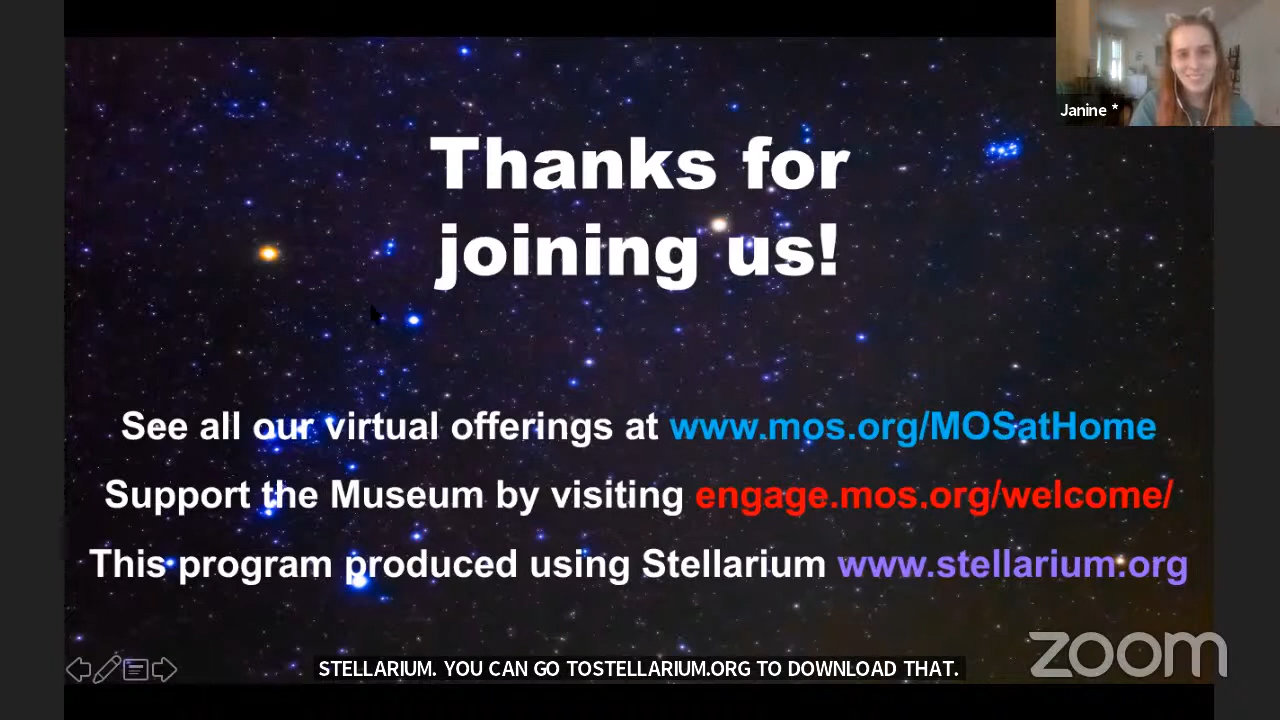 Janine *
Thanks for
joining us!
See all our virtual offerings at www.mos.org/MOSatHome
Support the Museum by visiting engage.mos.org/welcome/
This program produced using Stellarium www.stellarium.org
zoom
STELLARIUM. YOU CAN GO TOSTELLARIUM.ORG TO DOWNLOAD THAT.